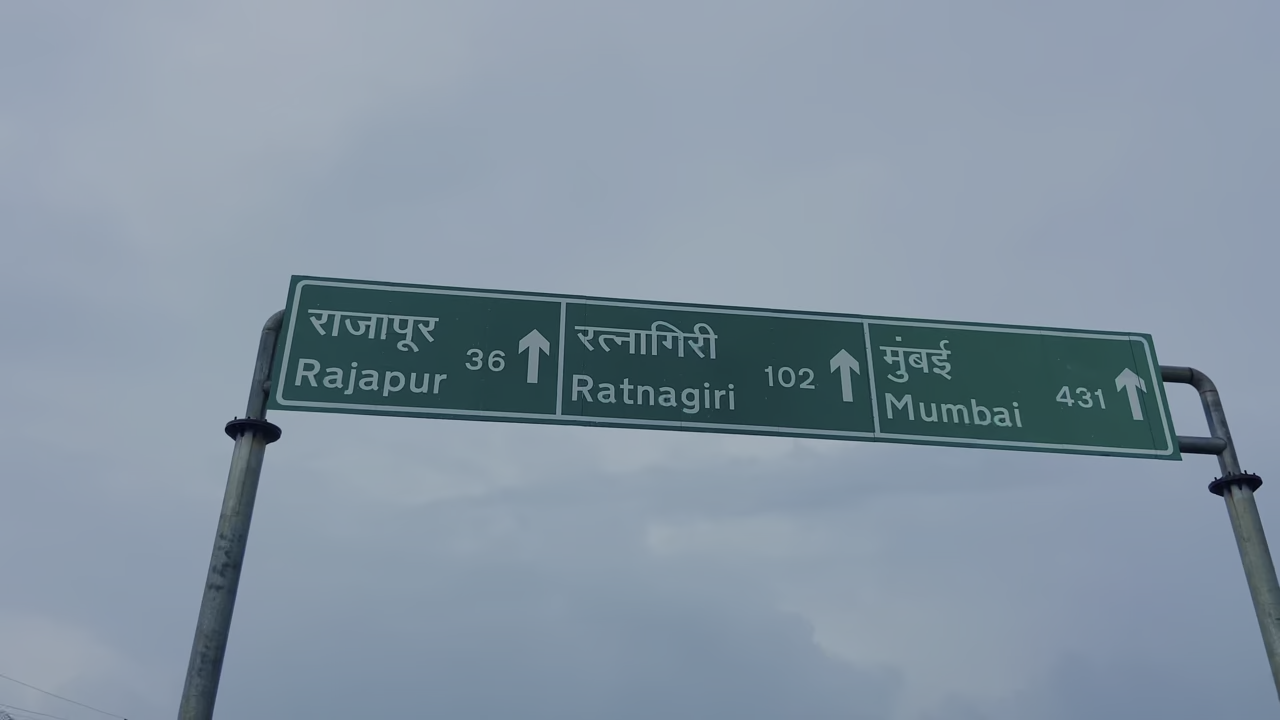 राजापूर
Rajapur 36
रत्नागिरी
Ratnagiri 102
मुंबई
Mumbai 431